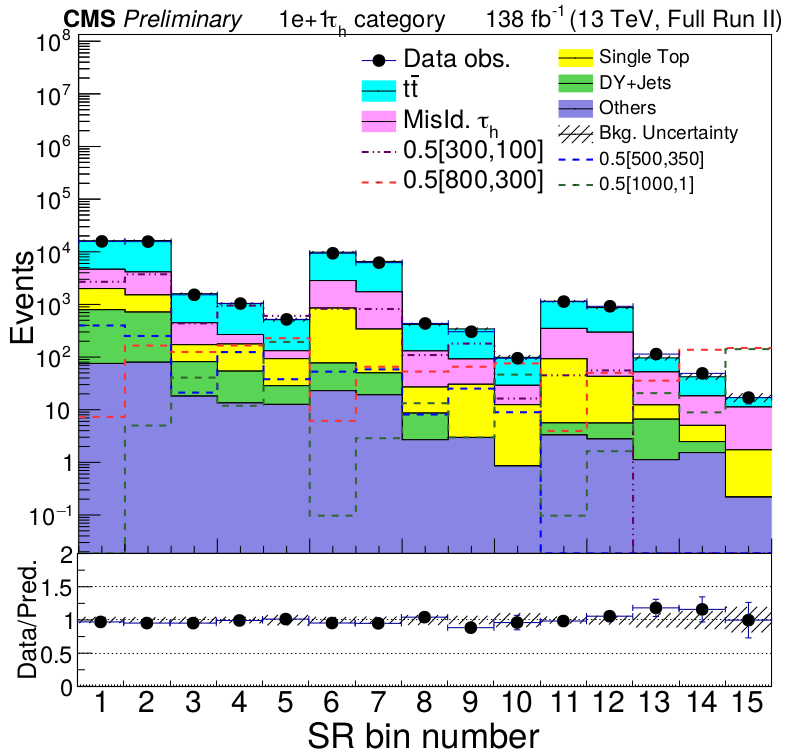 CMS Preliminary 1e+1τh category 138 fb-1 (13 TeV, Full Run II)
Data obs.
tt̄
MisId. τh
0.5[300,100]
0.5[800,300]
Single Top
DY+Jets
Others
Bkg. Uncertainty
0.5[500,350]
0.5[1000,1]
Events
10^8
10^7
10^6
10^5
10^4
10^3
10^2
10
1
10^-1
Data/Pred.
2
1.5
1
0.5
0
1 2 3 4 5 6 7 8 9 10 11 12 13 14 15
SR bin number